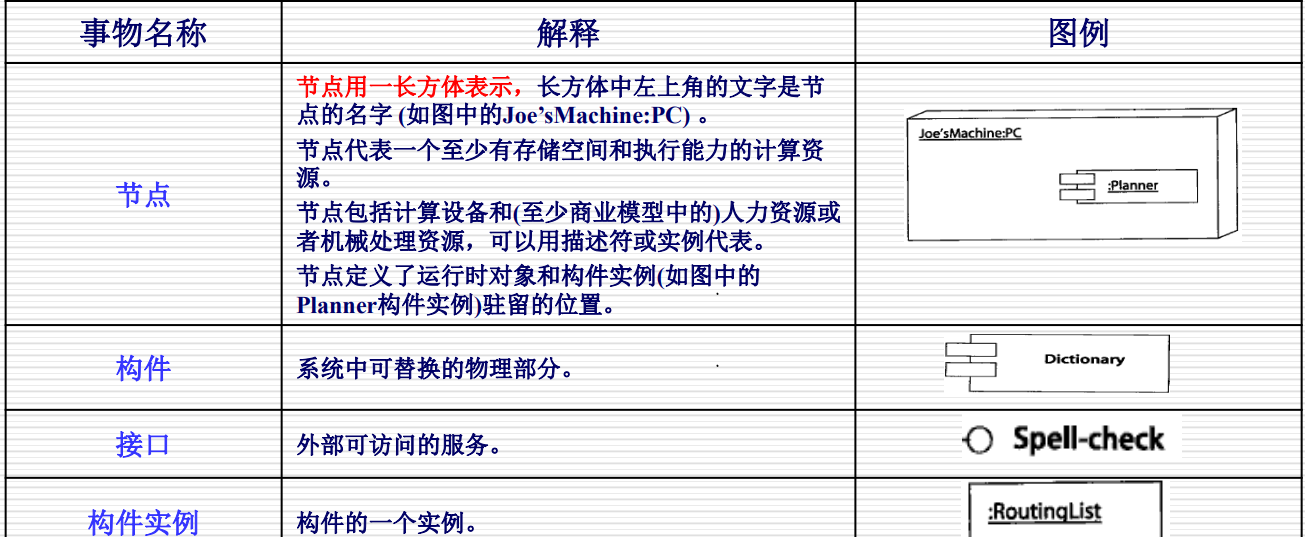 事物名称
解释
图例
节点
节点用一长方体表示，长方体中左上角的文字是节
点的名字 (如图中的Joe’sMachine:PC) 。
节点代表一个至少有存储空间和执行能力的计算资
源。
节点包括计算设备和(至少商业模型中的)人力资源或
者机械处理资源，可以用描述符或实例代表。
节点定义了运行时对象和构件实例(如图中的
Planner构件实例)驻留的位置。
Joe’sMachine:PC
:Planner
构件
系统中可替换的物理部分。
Dictionary
接口
外部可访问的服务。
Spell-check
构件实例
构件的一个实例。
:RoutingList